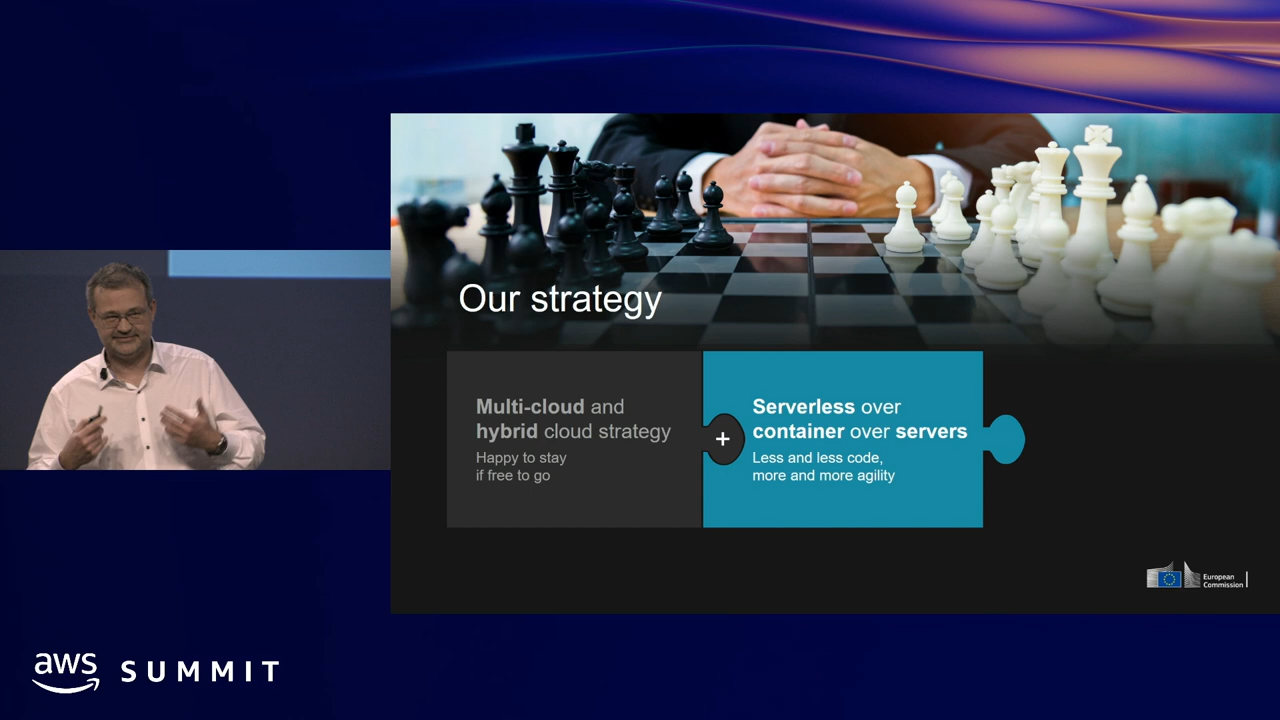 Our strategy
Multi-cloud and
hybrid cloud strategy
Happy to stay
if free to go
+
Serverless over
container over servers
Less and less code,
more and more agility
European
Commission
aws SUMMIT